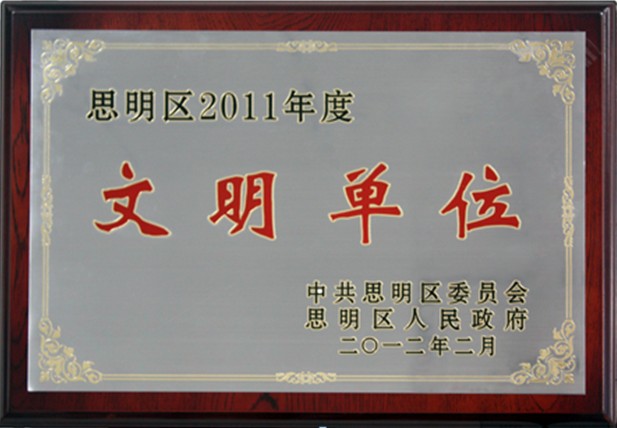 思明区2011年度
文明单位
中共思明区委员会
思明区人民政府
二〇一二年二月